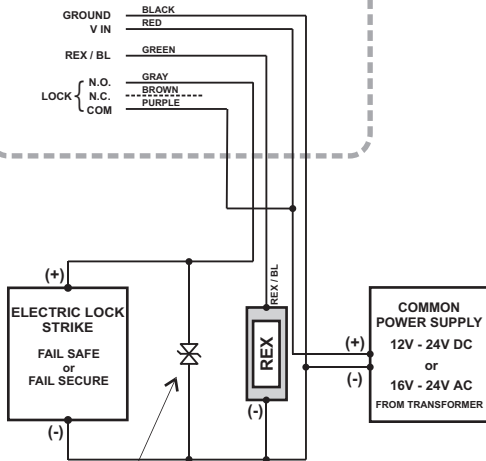 GROUND BLACK
V IN RED
REX / BL GREEN
N.O. GRAY
LOCK { N.C. BROWN
COM PURPLE
(+)
ELECTRIC LOCK
STRIKE
FAIL SAFE
or
FAIL SECURE
(-)
REX / BL
REX
(-)
(+)
(-)
COMMON
POWER SUPPLY
12V - 24V DC
or
16V - 24V AC
FROM TRANSFORMER